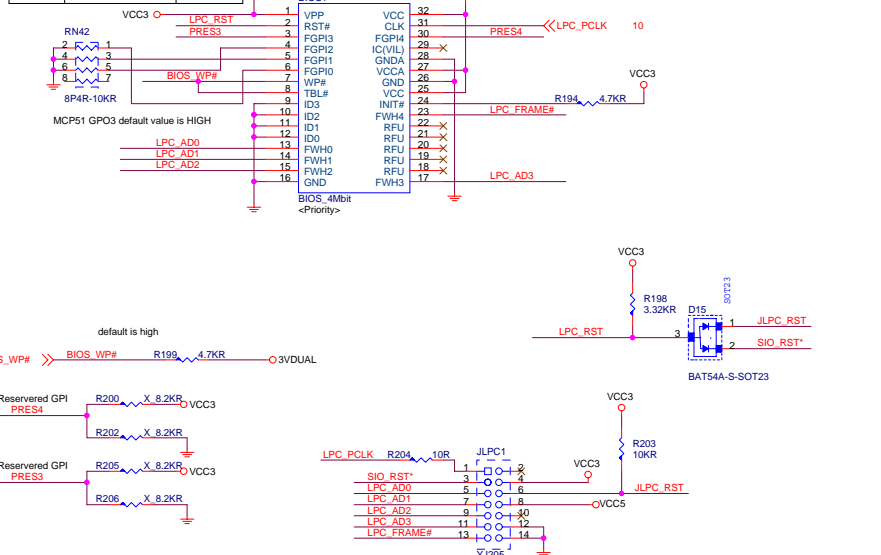 VCC3
LPC_RST
PRES3
RN42
2 1
4 3
6 5
8 7
8P4R-10KR
BIOS_WP#
MCP51 GPO3 default value is HIGH
LPC_AD0
LPC_AD1
LPC_AD2
1 VPP VCC 32
2 RST# CLK 31
3 FGPI3 FGPI4 30
4 FGPI2 IC(VIL) 29
5 FGPI1 GNDA 28
6 FGPI0 VCCA 27
7 WP# GND 26
8 TBL# VCC 25
9 ID3 INIT# 24
10 ID2 FWH4 23
11 ID1 RFU 22
12 ID0 RFU 21
13 FWH0 RFU 20
14 FWH1 RFU 19
15 FWH2 RFU 18
16 GND FWH3 17
BIOS_4Mbit
<Priority>
LPC_PCLK 10
PRES4
VCC3
R194 4.7KR
LPC_FRAME#
LPC_AD3
default is high
S_WP# BIOS_WP# R199 4.7KR 3VDUAL
Reservered GPI
PRES4
R200 X_8.2KR VCC3
R202 X_8.2KR
Reservered GPI
PRES3
R205 X_8.2KR VCC3
R206 X_8.2KR
VCC3
R198
3.32KR
LPC_RST
D15
SOT23
3
1 JLPC_RST
2 SIO_RST*
BAT54A-S-SOT23
VCC3
R203
10KR
LPC_PCLK R204 10R
JLPC1
1 2
SIO_RST* 3 4 VCC3
LPC_AD0 5 6 JLPC_RST
LPC_AD1 7 8 VCC5
LPC_AD2 9 10
LPC_AD3 11 12
LPC_FRAME# 13 14